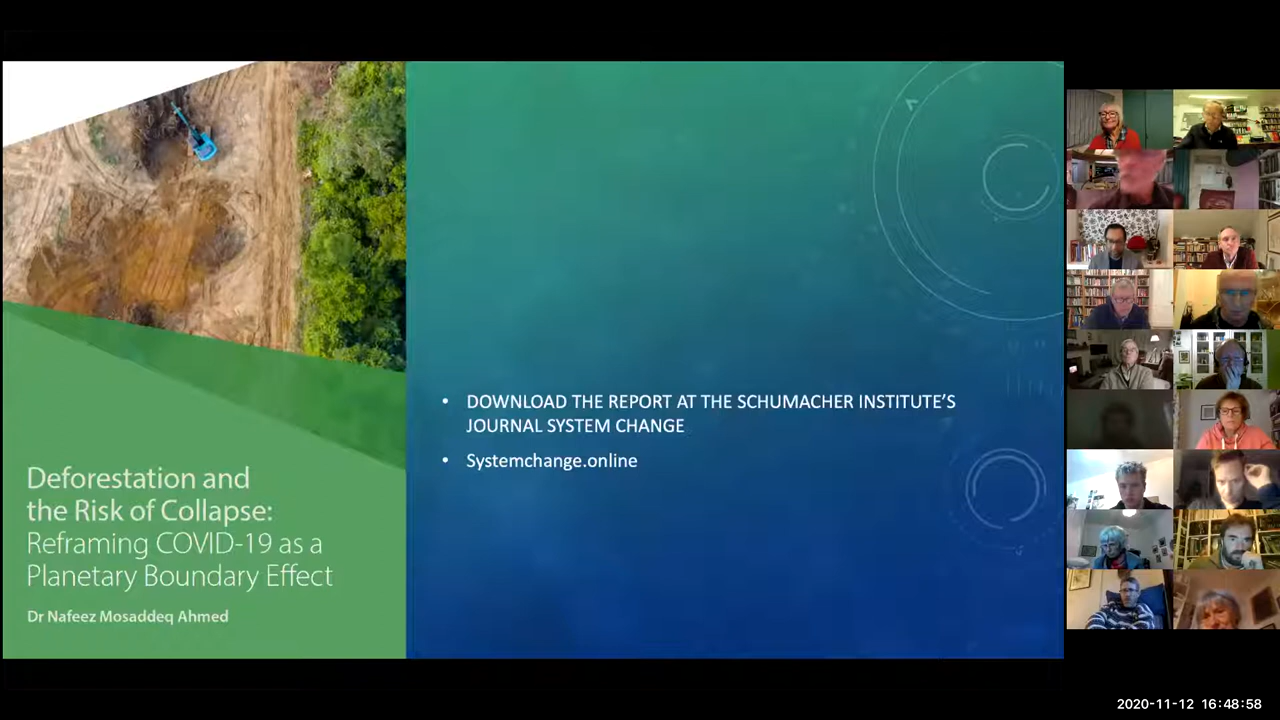 Deforestation and
the Risk of Collapse:
Reframing COVID-19 as a
Planetary Boundary Effect
Dr Nafeez Mosaddeq Ahmed
• DOWNLOAD THE REPORT AT THE SCHUMACHER INSTITUTE'S
JOURNAL SYSTEM CHANGE
• Systemchange.online
2020-11-12 16:48:58